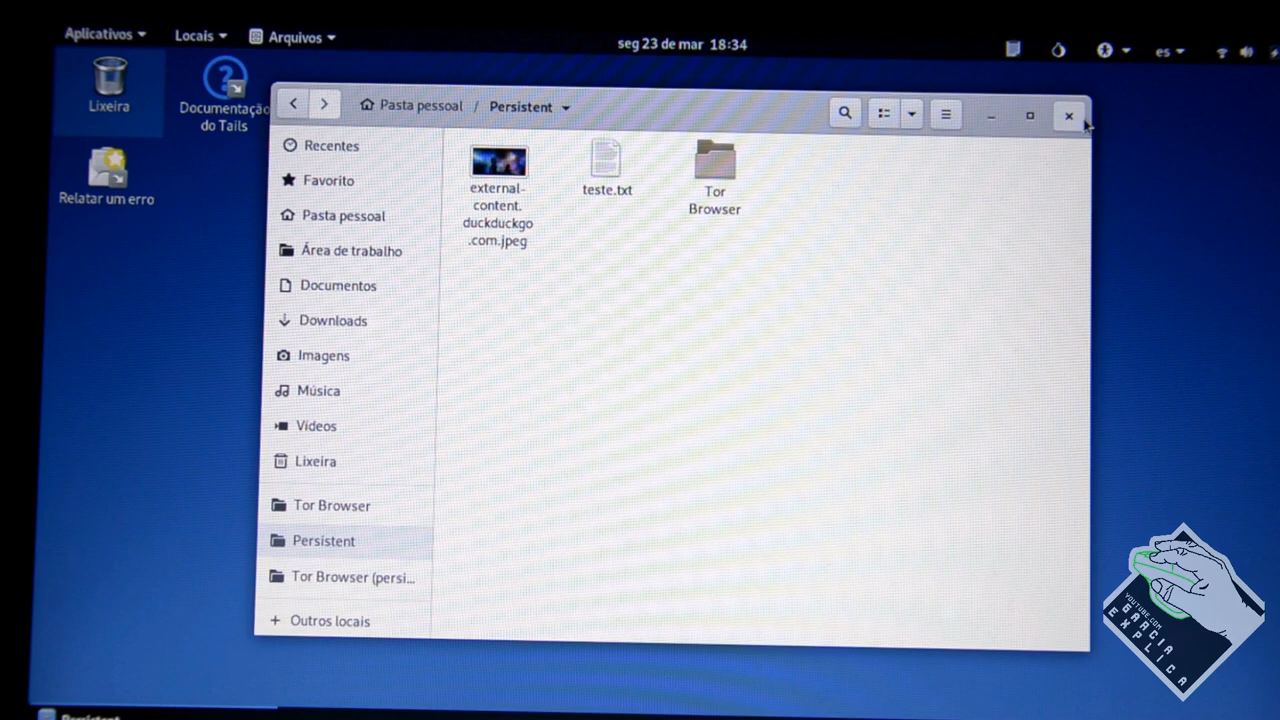 Aplicativos
Locais
Arquivos
seg 23 de mar 18:34
es
Lixeira
Documentação
do Tails
Relatar um erro
Pasta pessoal / Persistent
Recentes
Favorito
Pasta pessoal
Área de trabalho
Documentos
Downloads
Imagens
Música
Vídeos
Lixeira
Tor Browser
Persistent
Tor Browser (persi...
+ Outros locais
external-
content.
duckduckgo
.com.jpeg
teste.txt
Tor
Browser
Persistent
YOUTUBE.COM
GARCIA
EXPLICA